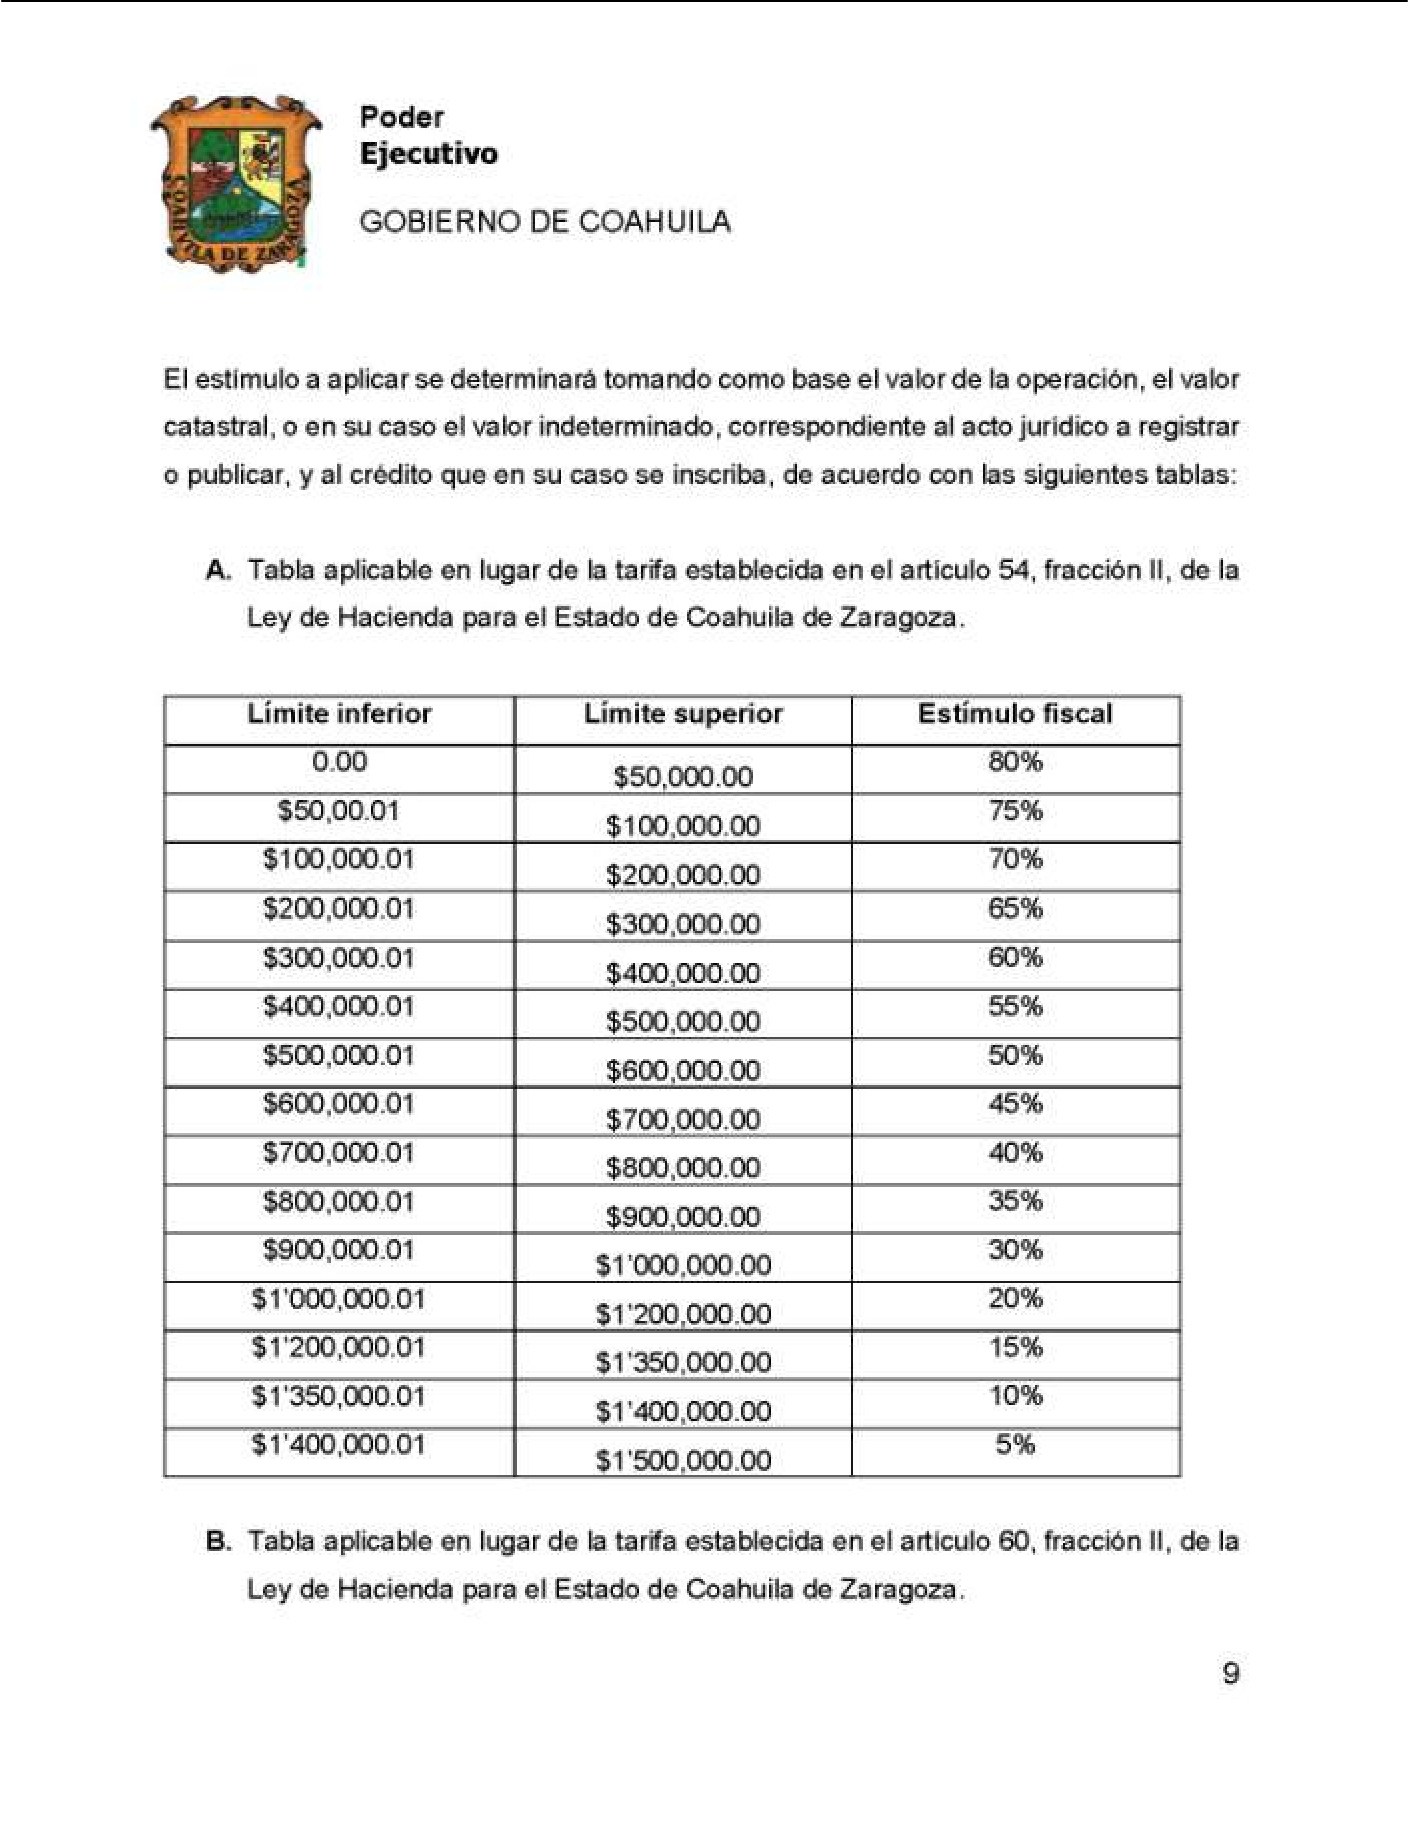 Poder
Ejecutivo
GOBIERNO DE COAHUILA
COAHUILA DE ZARAGOZA
El estímulo a aplicar se determinará tomando como base el valor de la operación, el valor
catastral, o en su caso el valor indeterminado, correspondiente al acto jurídico a registrar
o publicar, y al crédito que en su caso se inscriba, de acuerdo con las siguientes tablas:
A. Tabla aplicable en lugar de la tarifa establecida en el artículo 54, fracción II, de la
Ley de Hacienda para el Estado de Coahuila de Zaragoza.
Límite inferior Límite superior Estímulo fiscal
0.00 $50,000.00 80%
$50,00.01 $100,000.00 75%
$100,000.01 $200,000.00 70%
$200,000.01 $300,000.00 65%
$300,000.01 $400,000.00 60%
$400,000.01 $500,000.00 55%
$500,000.01 $600,000.00 50%
$600,000.01 $700,000.00 45%
$700,000.01 $800,000.00 40%
$800,000.01 $900,000.00 35%
$900,000.01 $1'000,000.00 30%
$1'000,000.01 $1'200,000.00 20%
$1'200,000.01 $1'350,000.00 15%
$1'350,000.01 $1'400,000.00 10%
$1'400,000.01 $1'500,000.00 5%
B. Tabla aplicable en lugar de la tarifa establecida en el artículo 60, fracción II, de la
Ley de Hacienda para el Estado de Coahuila de Zaragoza.
9